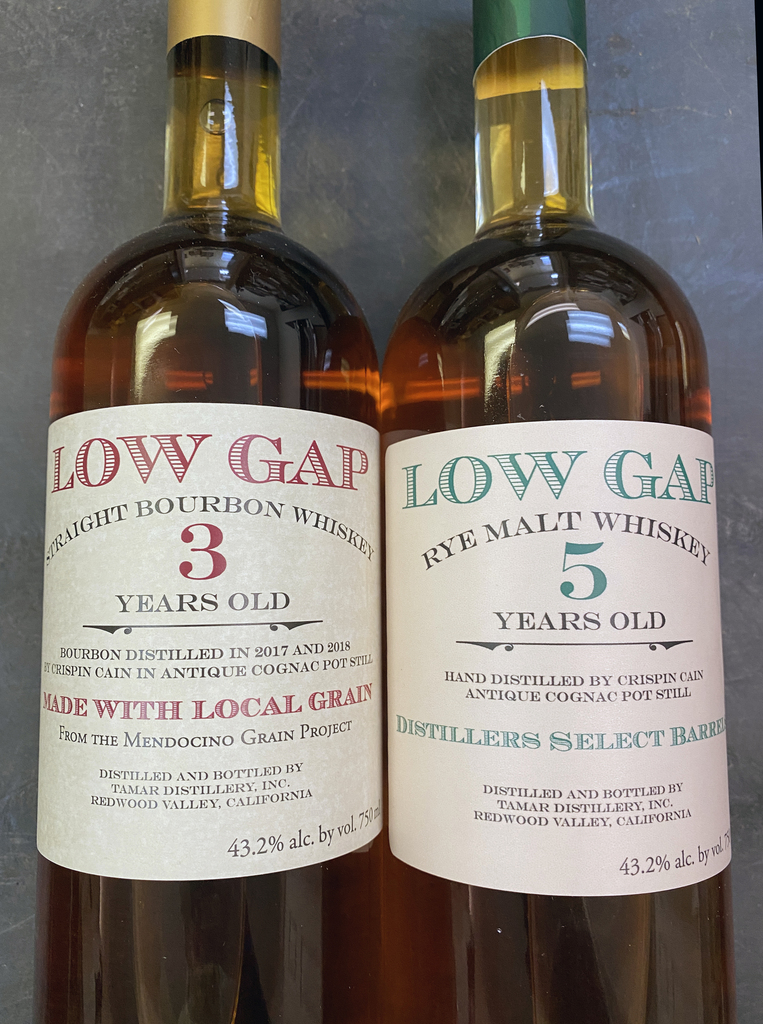 LOW GAP
STRAIGHT BOURBON WHISKEY
3
YEARS OLD
BOURBON DISTILLED IN 2017 AND 2018
BY CRISPIN CAIN IN ANTIQUE COGNAC POT STILL
MADE WITH LOCAL GRAIN
FROM THE MENDOCINO GRAIN PROJECT
DISTILLED AND BOTTLED BY
TAMAR DISTILLERY, INC.
REDWOOD VALLEY, CALIFORNIA
43.2% alc. by vol. 750 ml
LOW GAP
RYE MALT WHISKEY
5
YEARS OLD
HAND DISTILLED BY CRISPIN CAIN
ANTIQUE COGNAC POT STILL
DISTILLERS SELECT BARREL
DISTILLED AND BOTTLED BY
TAMAR DISTILLERY, INC.
REDWOOD VALLEY, CALIFORNIA
43.2% alc. by vol.